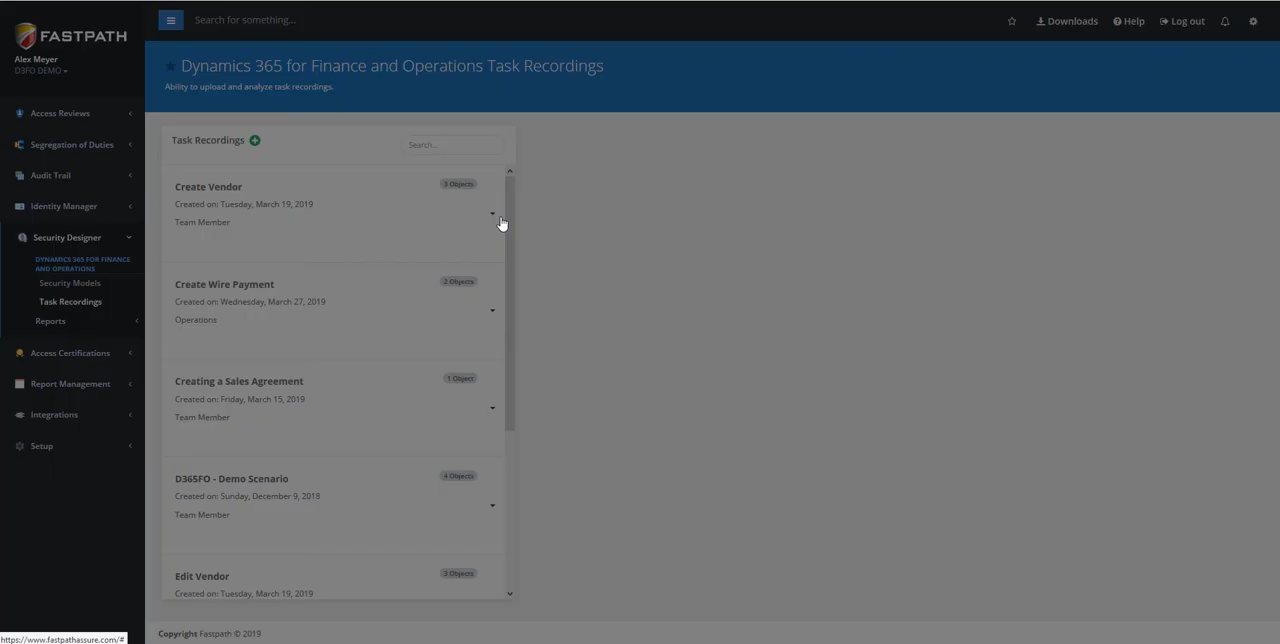 FASTPATH
Alex Meyer
D3FO DEMO
Search for something...
Downloads
Help
Log out
Access Reviews
Segregation of Duties
Audit Trail
Identity Manager
Security Designer
DYNAMICS 365 FOR FINANCE
AND OPERATIONS
Security Models
Task Recordings
Reports
Access Certifications
Report Management
Integrations
Setup
Dynamics 365 for Finance and Operations Task Recordings
Ability to upload and analyze task recordings.
Task Recordings
Search...
Create Vendor
3 Objects
Created on: Tuesday, March 19, 2019
Team Member
Create Wire Payment
2 Objects
Created on: Wednesday, March 27, 2019
Operations
Creating a Sales Agreement
1 Object
Created on: Friday, March 15, 2019
Team Member
D365FO - Demo Scenario
4 Objects
Created on: Sunday, December 9, 2018
Team Member
Edit Vendor
3 Objects
Created on: Tuesday, March 19, 2019
Copyright Fastpath © 2019
https://www.fastpathassure.com/#